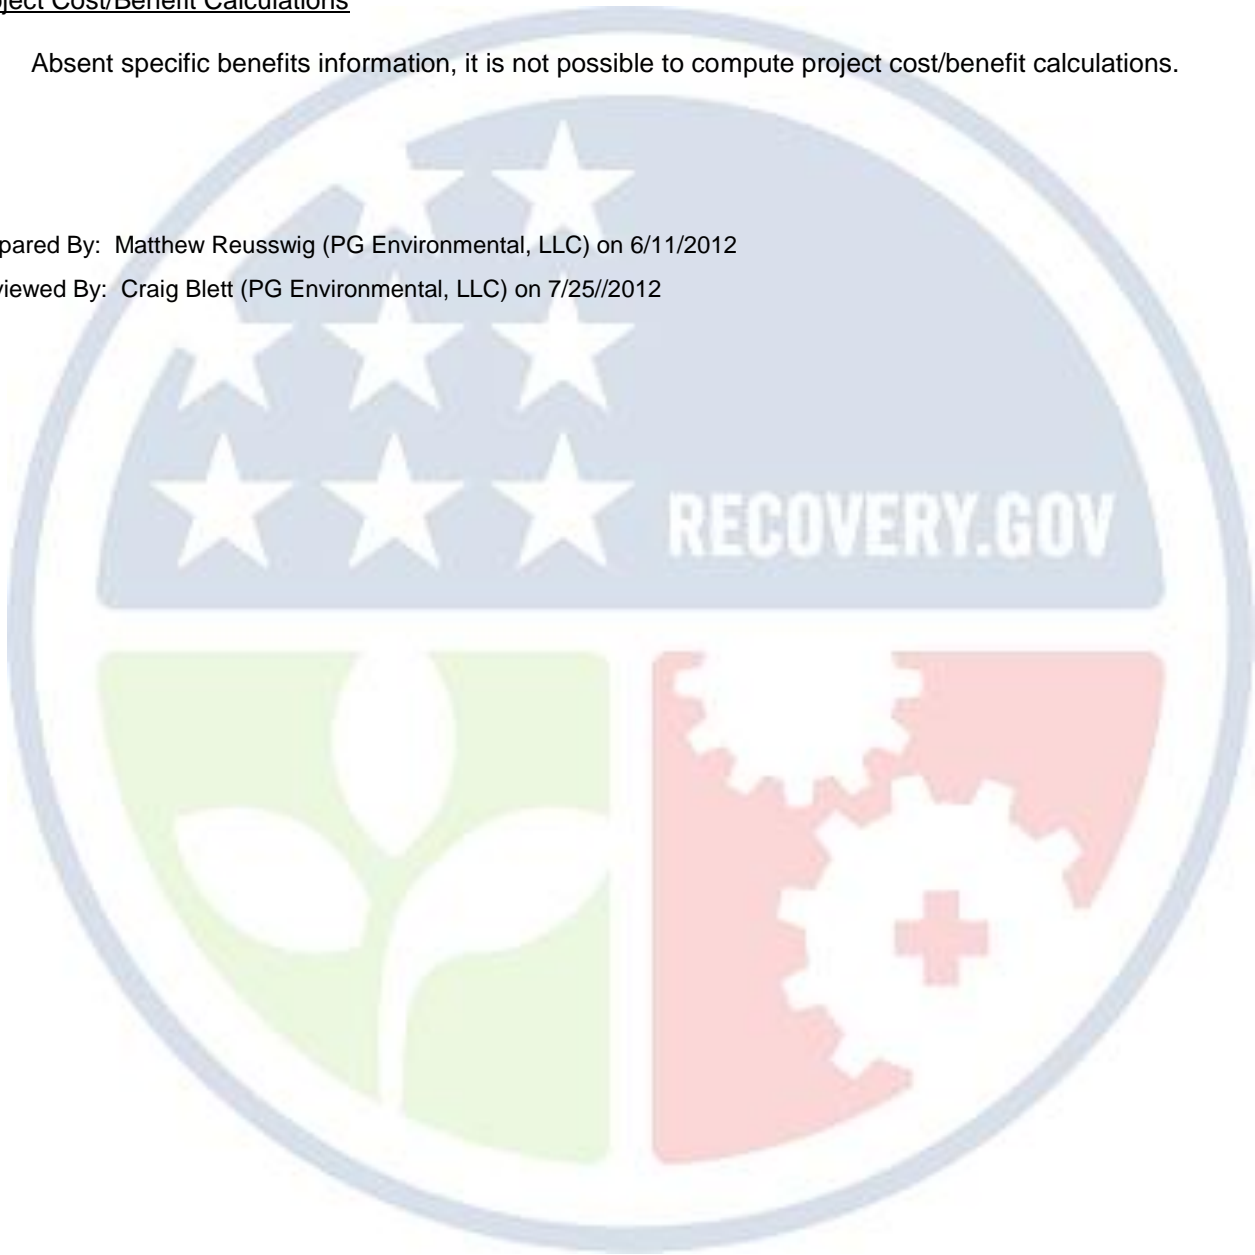 ject Cost/Benefit Calculations
Absent specific benefits information, it is not possible to compute project cost/benefit calculations.
pared By: Matthew Reusswig (PG Environmental, LLC) on 6/11/2012
viewed By: Craig Blett (PG Environmental, LLC) on 7/25//2012
RECOVERY.GOV